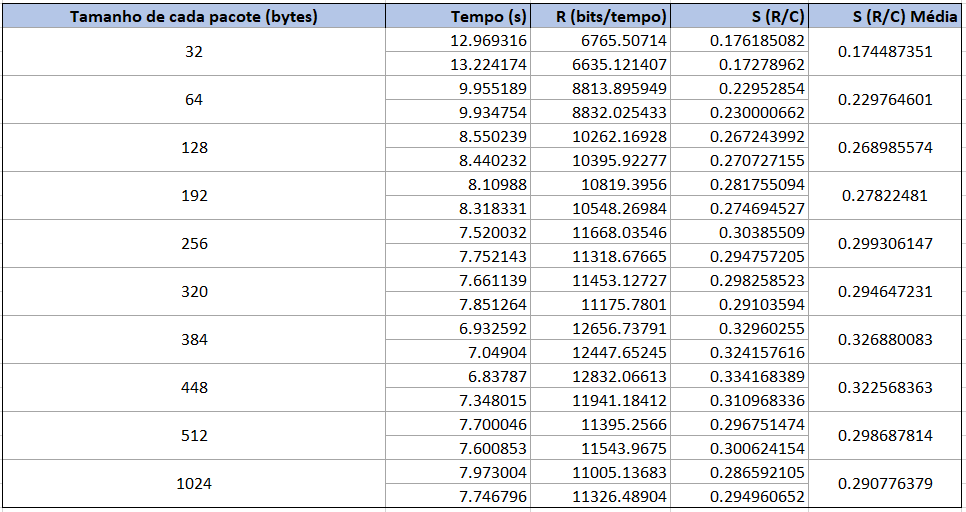 Tamanho de cada pacote (bytes) Tempo (s) R (bits/tempo) S (R/C) S (R/C) Média
32 12.969316 6765.50714 0.176185082 0.174487351
13.224174 6635.121407 0.17278962
64 9.955189 8813.895949 0.22952854 0.229764601
9.934754 8832.025433 0.230000662
128 8.550239 10262.16928 0.267243992 0.268985574
8.440232 10395.92277 0.270727155
192 8.10988 10819.3956 0.281755094 0.27822481
8.318331 10548.26984 0.274694527
256 7.520032 11668.03546 0.30385509 0.299306147
7.752143 11318.67665 0.294757205
320 7.661139 11453.12727 0.298258523 0.294647231
7.851264 11175.7801 0.29103594
384 6.932592 12656.73791 0.32960255 0.326880083
7.04904 12447.65245 0.324157616
448 6.83787 12832.06613 0.334168389 0.322568363
7.348015 11941.18412 0.310968336
512 7.700046 11395.2566 0.296751474 0.298687814
7.600853 11543.9675 0.300624154
1024 7.973004 11005.13683 0.286592105 0.290776379
7.746796 11326.48904 0.294960652